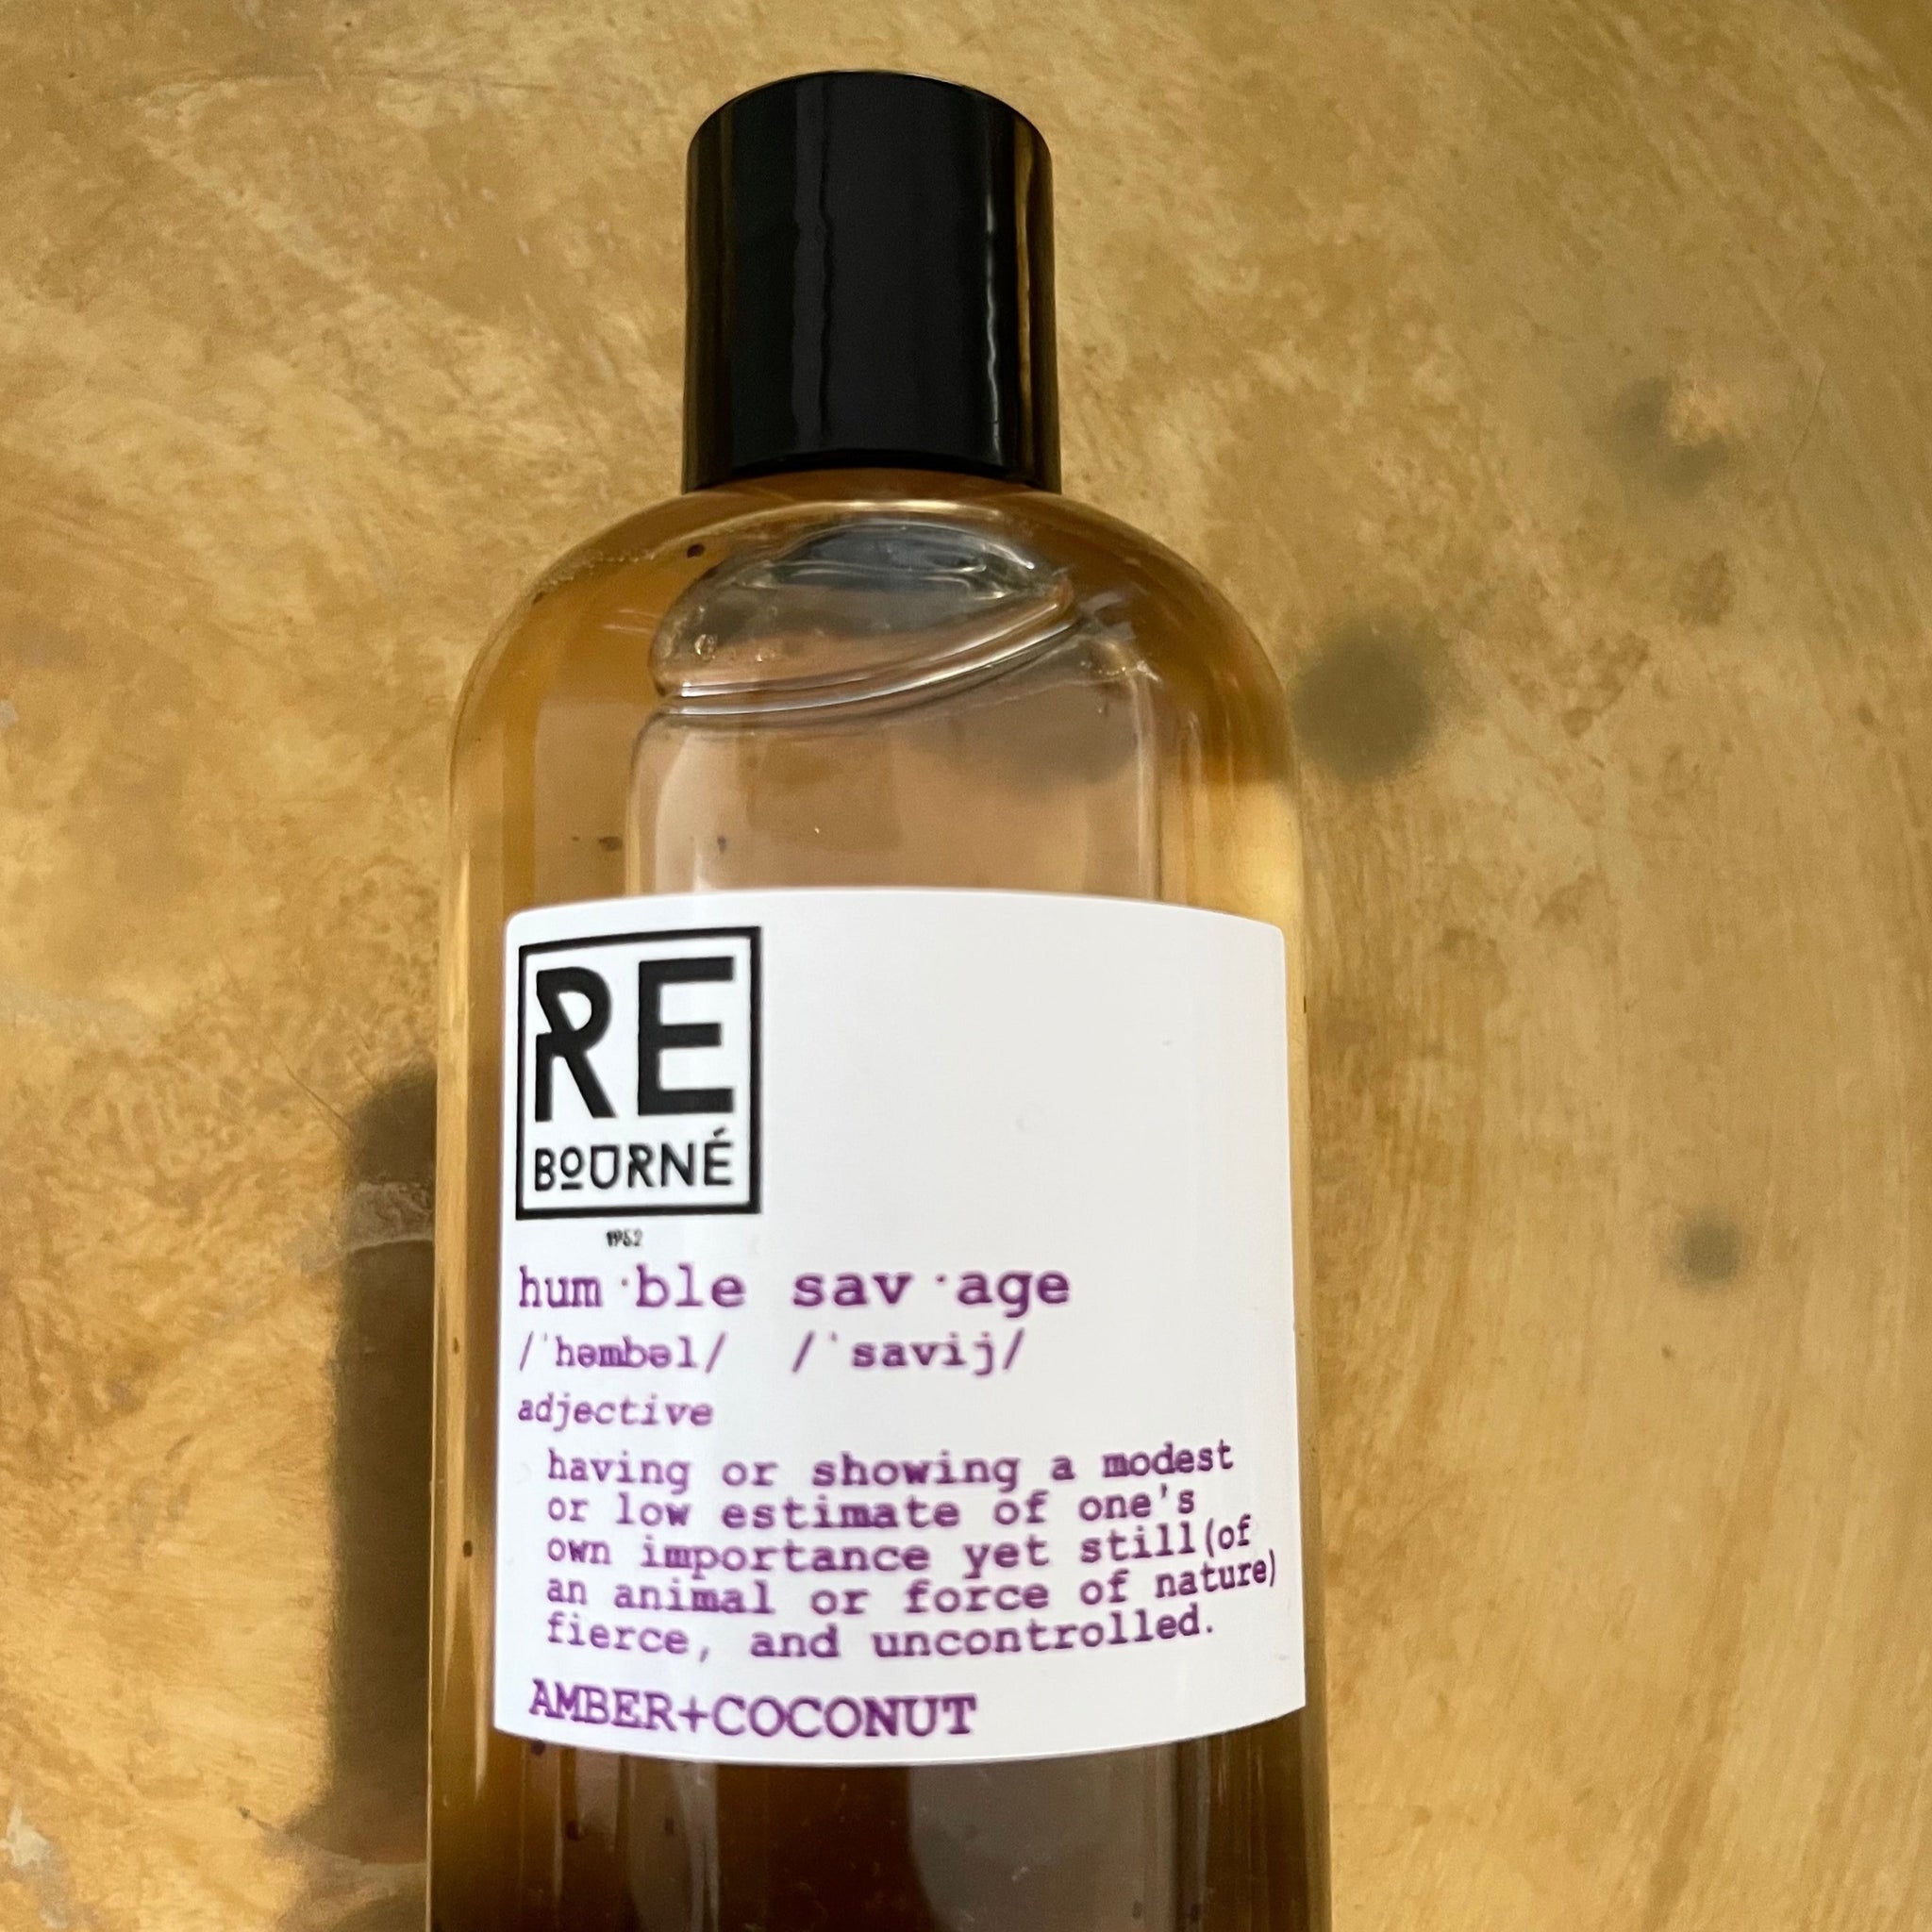 RE
BOURNÉ
1952
hum·ble sav·age
/ˈhəmbəl/ /ˈsavij/
adjective
having or showing a modest
or low estimate of one's
own importance yet still(of
an animal or force of nature)
fierce, and uncontrolled.
AMBER+COCONUT